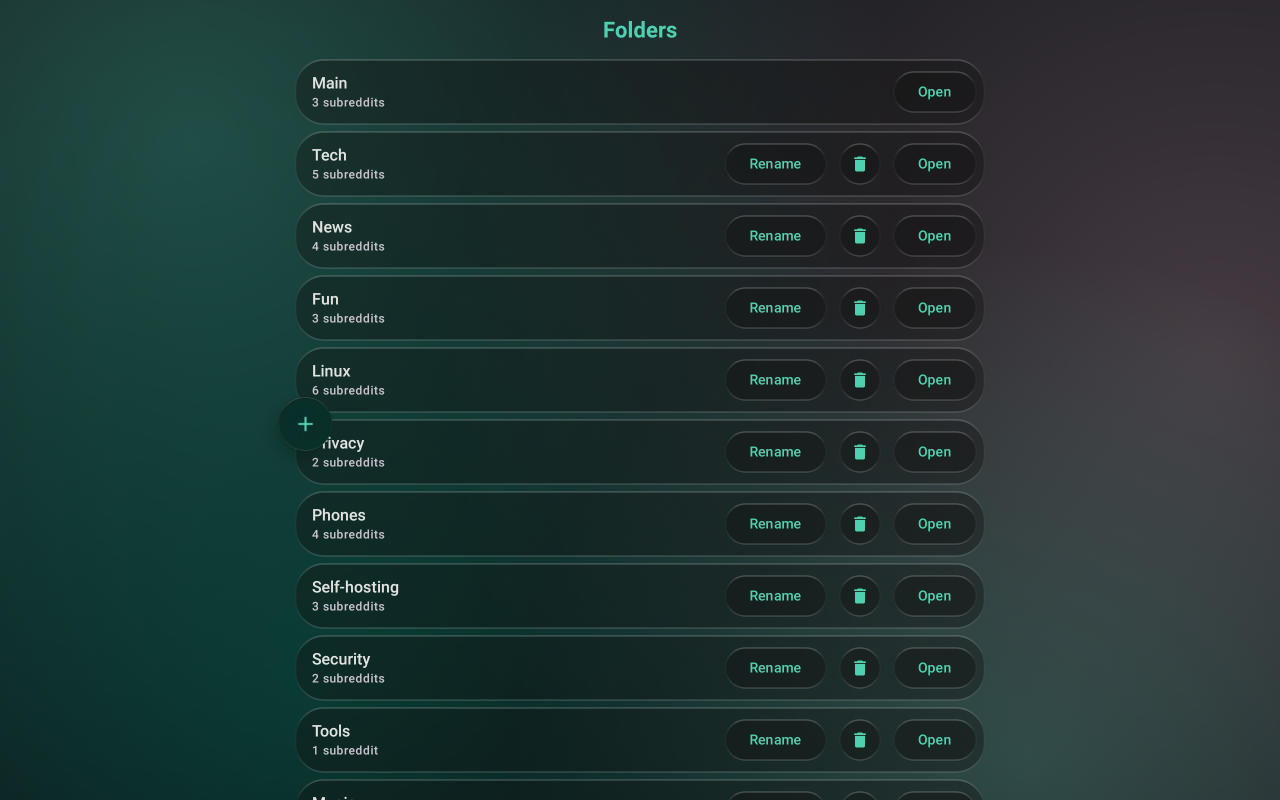 Folders
Main
Open
3 subreddits
Tech
Rename
Open
5 subreddits
News
Rename
Open
4 subreddits
Fun
Rename
Open
3 subreddits
Linux
Rename
Open
6 subreddits
+
rivacy
Rename
Open
2 subreddits
Phones
Rename
Open
4 subreddits
Self-hosting
Rename
Open
3 subreddits
Security
Rename
Open
2 subreddits
Tools
Rename
Open
1 subreddit